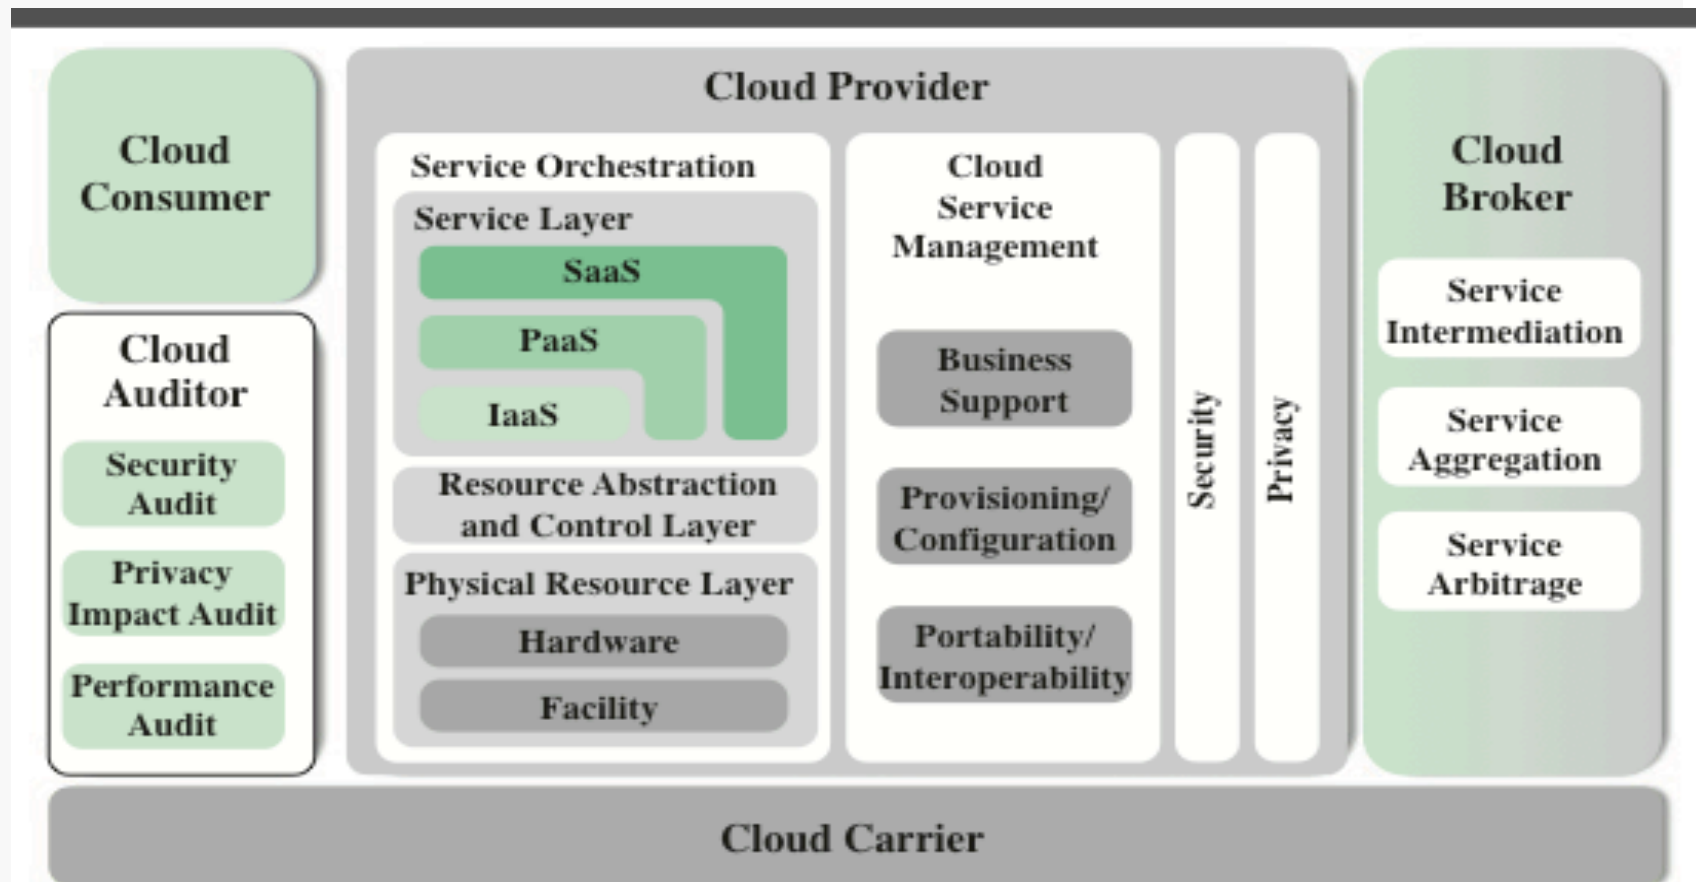 Cloud
Consumer
Cloud
Auditor
Security
Audit
Privacy
Impact Audit
Performance
Audit
Cloud Provider
Service Orchestration
Service Layer
SaaS
PaaS
IaaS
Resource Abstraction
and Control Layer
Physical Resource Layer
Hardware
Facility
Cloud
Service
Management
Business
Support
Provisioning/
Configuration
Portability/
Interoperability
Security
Privacy
Cloud
Broker
Service
Intermediation
Service
Aggregation
Service
Arbitrage
Cloud Carrier